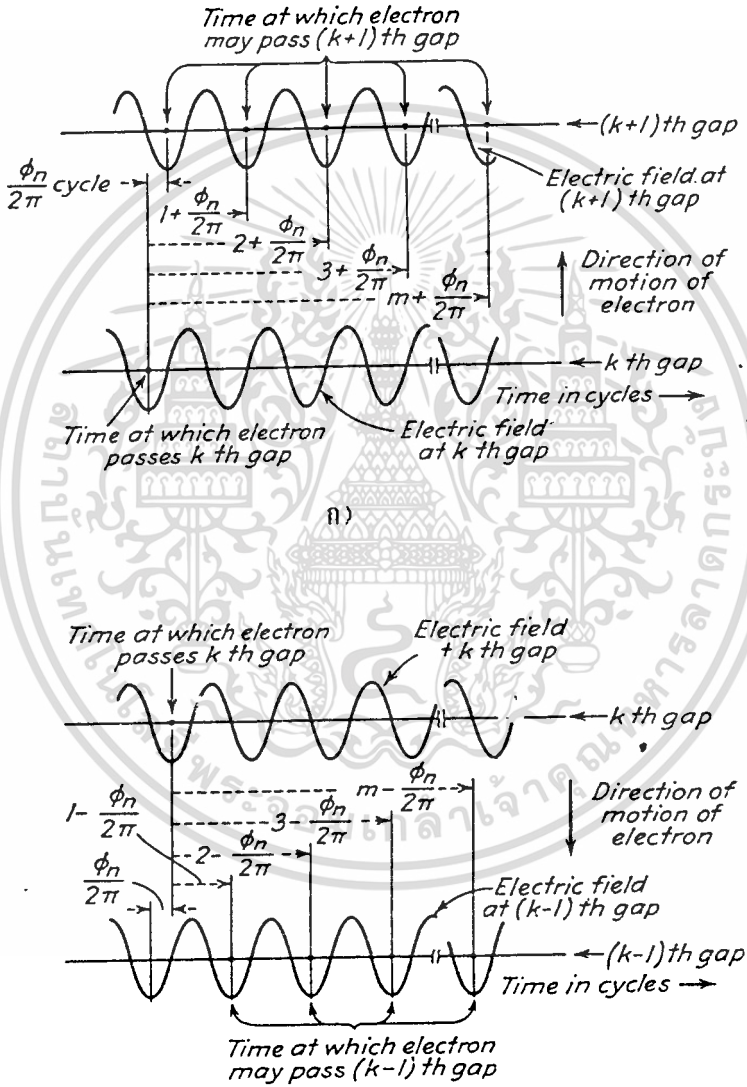 Time at which electron
may pass (k+1)th gap
(k+1)th gap
ϕn/2π cycle
Electric field at
(k+1)th gap
1+ ϕn/2π
2+ ϕn/2π
3+ ϕn/2π
m+ ϕn/2π
Direction of
motion of
electron
k th gap
Time in cycles
Time at which electron
passes k th gap
Electric field
at k th gap
ก)
Time at which electron
passes k th gap
Electric field
+ k th gap
k th gap
m- ϕn/2π
1- ϕn/2π
3- ϕn/2π
2- ϕn/2π
Direction of
motion of
electron
ϕn/2π
Electric field
at (k-1)th gap
(k-1)th gap
Time in cycles
Time at which electron
may pass (k-1)th gap